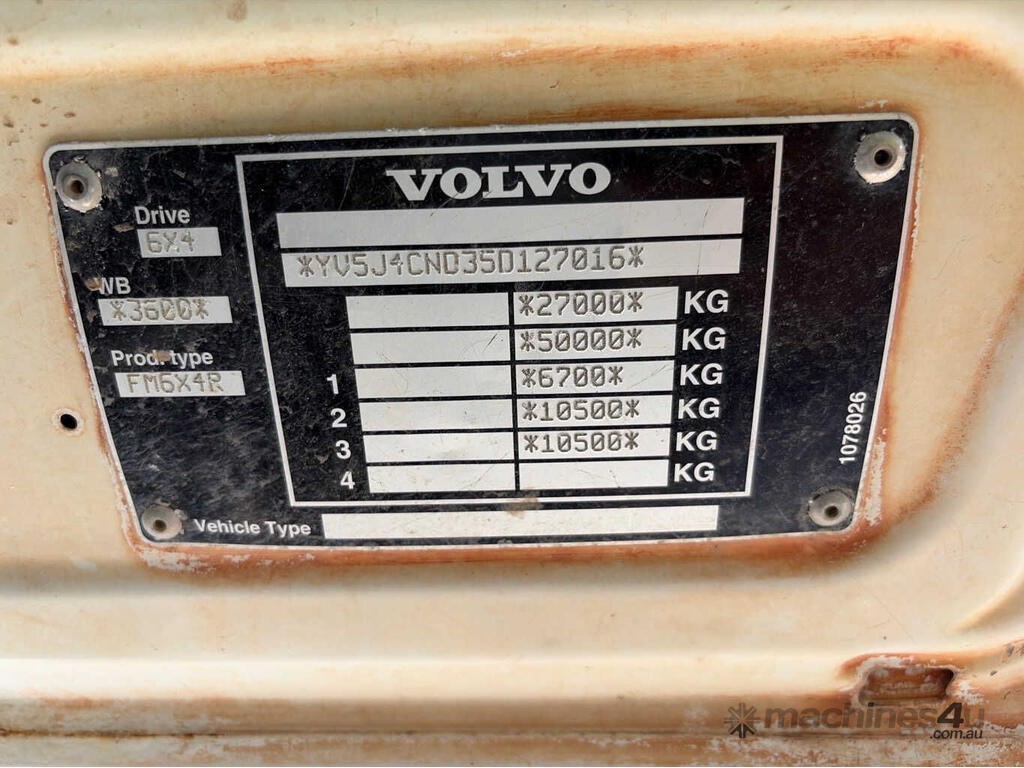 VOLVO
Drive
6X4
*YV5J4CND35D127016*
WB
*3600*
*27000* KG
*50000* KG
Prod. type
FM6X4R
1 *6700* KG
2 *10500* KG
3 *10500* KG
4 KG
1078026
Vehicle Type
machines4u
.com.au